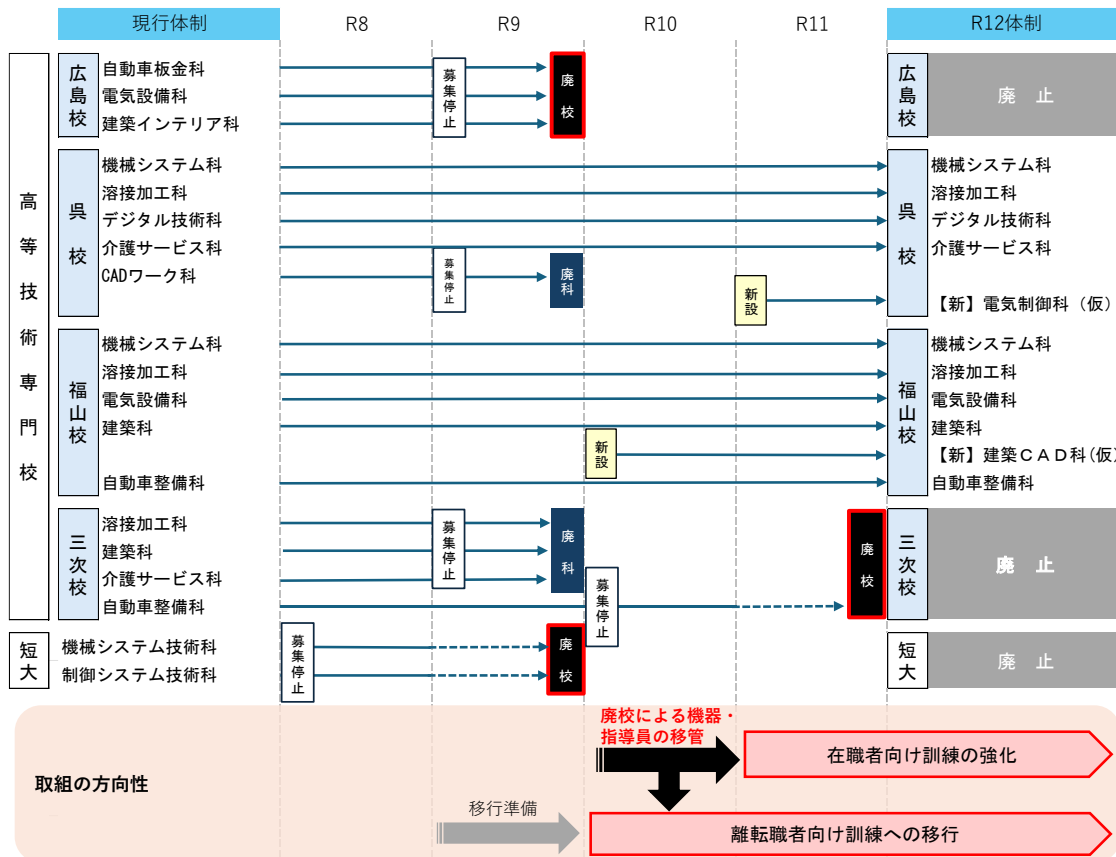 現行体制
R8
R9
R10
R11
R12体制
高等技術専門校
広島校
自動車板金科
電気設備科
建築インテリア科
募集停止
廃校
広島校
廃 止
呉校
機械システム科
溶接加工科
デジタル技術科
介護サービス科
CADワーク科
募集停止
廃科
新設
呉校
機械システム科
溶接加工科
デジタル技術科
介護サービス科
【新】電気制御科（仮）
福山校
機械システム科
溶接加工科
電気設備科
建築科
自動車整備科
新設
福山校
機械システム科
溶接加工科
電気設備科
建築科
【新】建築ＣＡＤ科(仮)
自動車整備科
三次校
溶接加工科
建築科
介護サービス科
自動車整備科
募集停止
廃科
募集停止
廃校
三次校
廃 止
短大
機械システム技術科
制御システム技術科
募集停止
廃校
短大
廃 止
取組の方向性
廃校による機器・
指導員の移管
在職者向け訓練の強化
移行準備
離転職者向け訓練への移行